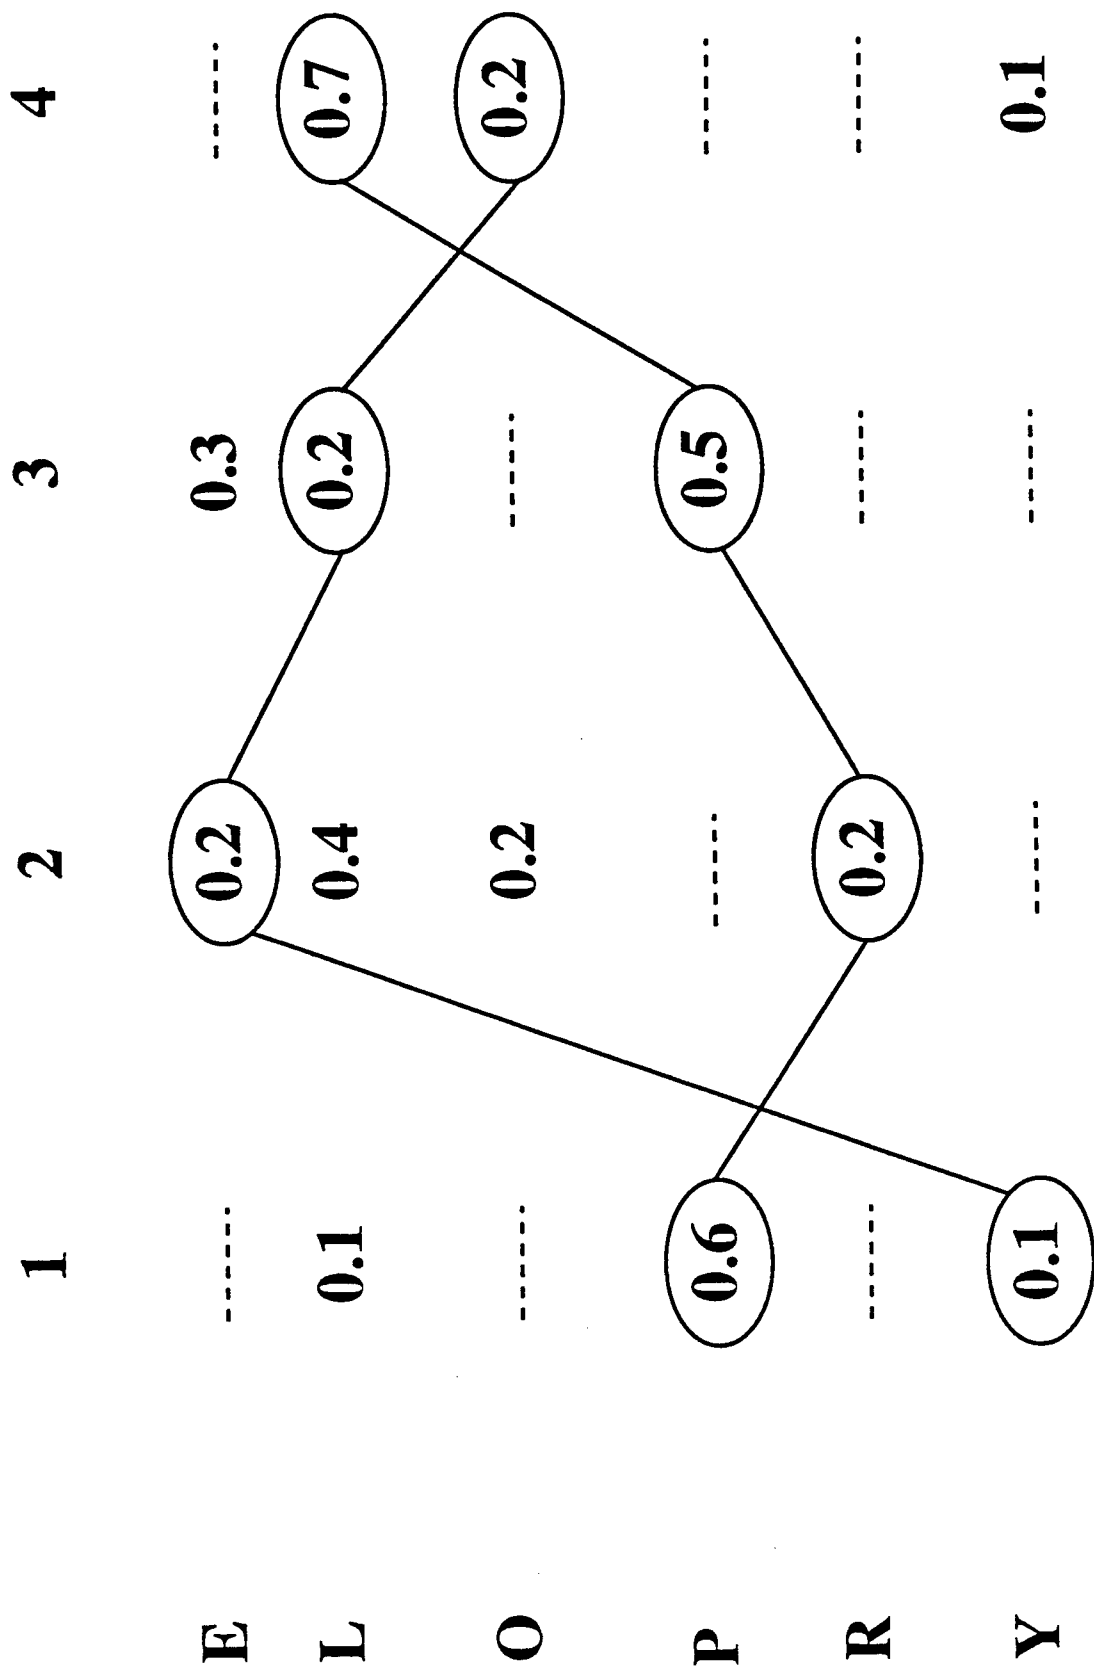 1 2 3 4
E ----- 0.2 0.3 -----
L 0.1 0.4 0.2 0.7
O ----- 0.2 ----- 0.2
P 0.6 ----- 0.5 -----
R ----- 0.2 ----- -----
Y 0.1 ----- ----- 0.1